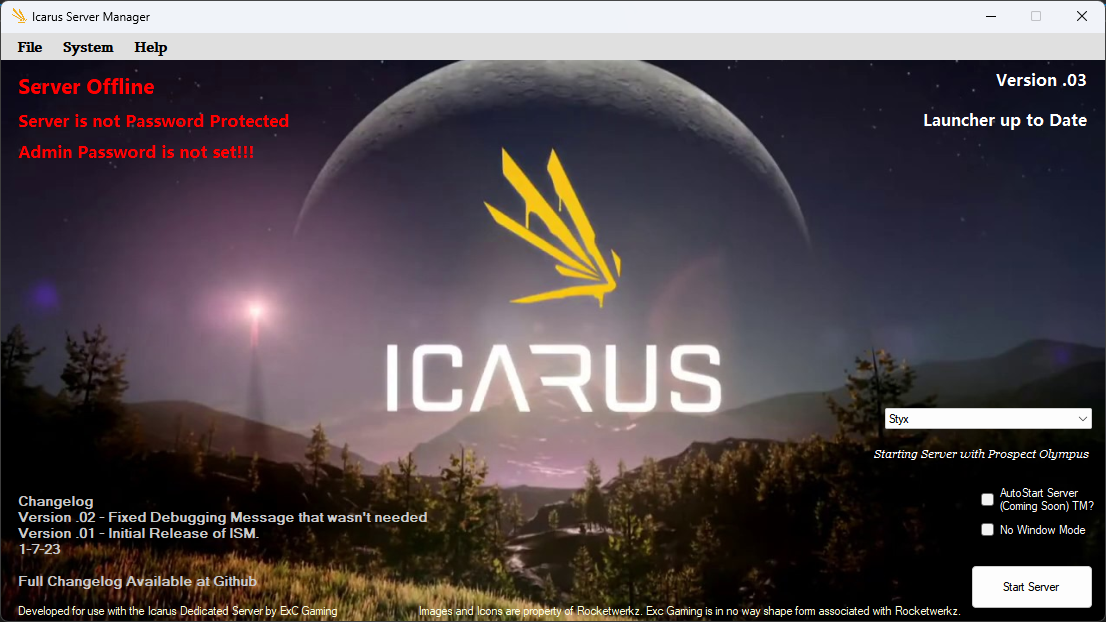 Icarus Server Manager
File System Help
Server Offline
Version .03
Server is not Password Protected
Launcher up to Date
Admin Password is not set!!!
ICARUS
Styx
Starting Server with Prospect Olympus
AutoStart Server
(Coming Soon) TM?
No Window Mode
Changelog
Version .02 - Fixed Debugging Message that wasn't needed
Version .01 - Initial Release of ISM.
1-7-23
Full Changelog Available at Github
Start Server
Developed for use with the Icarus Dedicated Server by ExC Gaming
Images and Icons are property of Rocketwerkz. Exc Gaming is in no way shape form associated with Rocketwerkz.